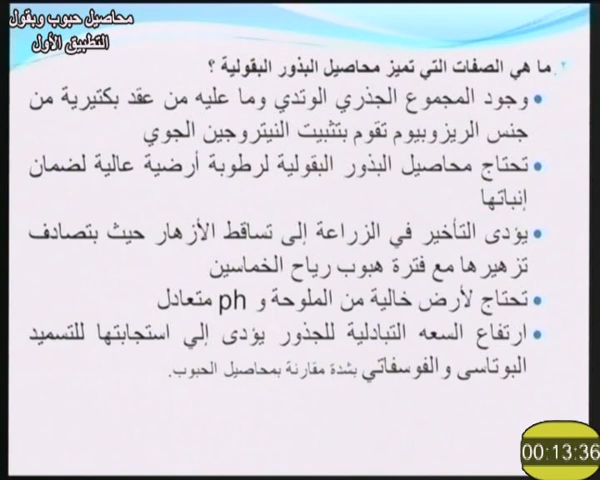 محاصيل حبوب وبقول
التطبيق الأول
ما هي الصفات التي تميز محاصيل البذور البقولية ؟
• وجود المجموع الجذري الوتدي وما عليه من عقد بكتيرية من
جنس الريزوبيوم تقوم بتثبيت النيتروجين الجوي
• تحتاج محاصيل البذور البقولية لرطوبة أرضية عالية لضمان
إنباتها
• يؤدى التأخير في الزراعة إلى تساقط الأزهار حيث بتصادف
تزهيرها مع فترة هبوب رياح الخماسين
• تحتاج لأرض خالية من الملوحة و ph متعادل
• ارتفاع السعه التبادلية للجذور يؤدى إلي استجابتها للتسميد
البوتاسى والفوسفاتي بشدة مقارنة بمحاصيل الحبوب.
00:13:36